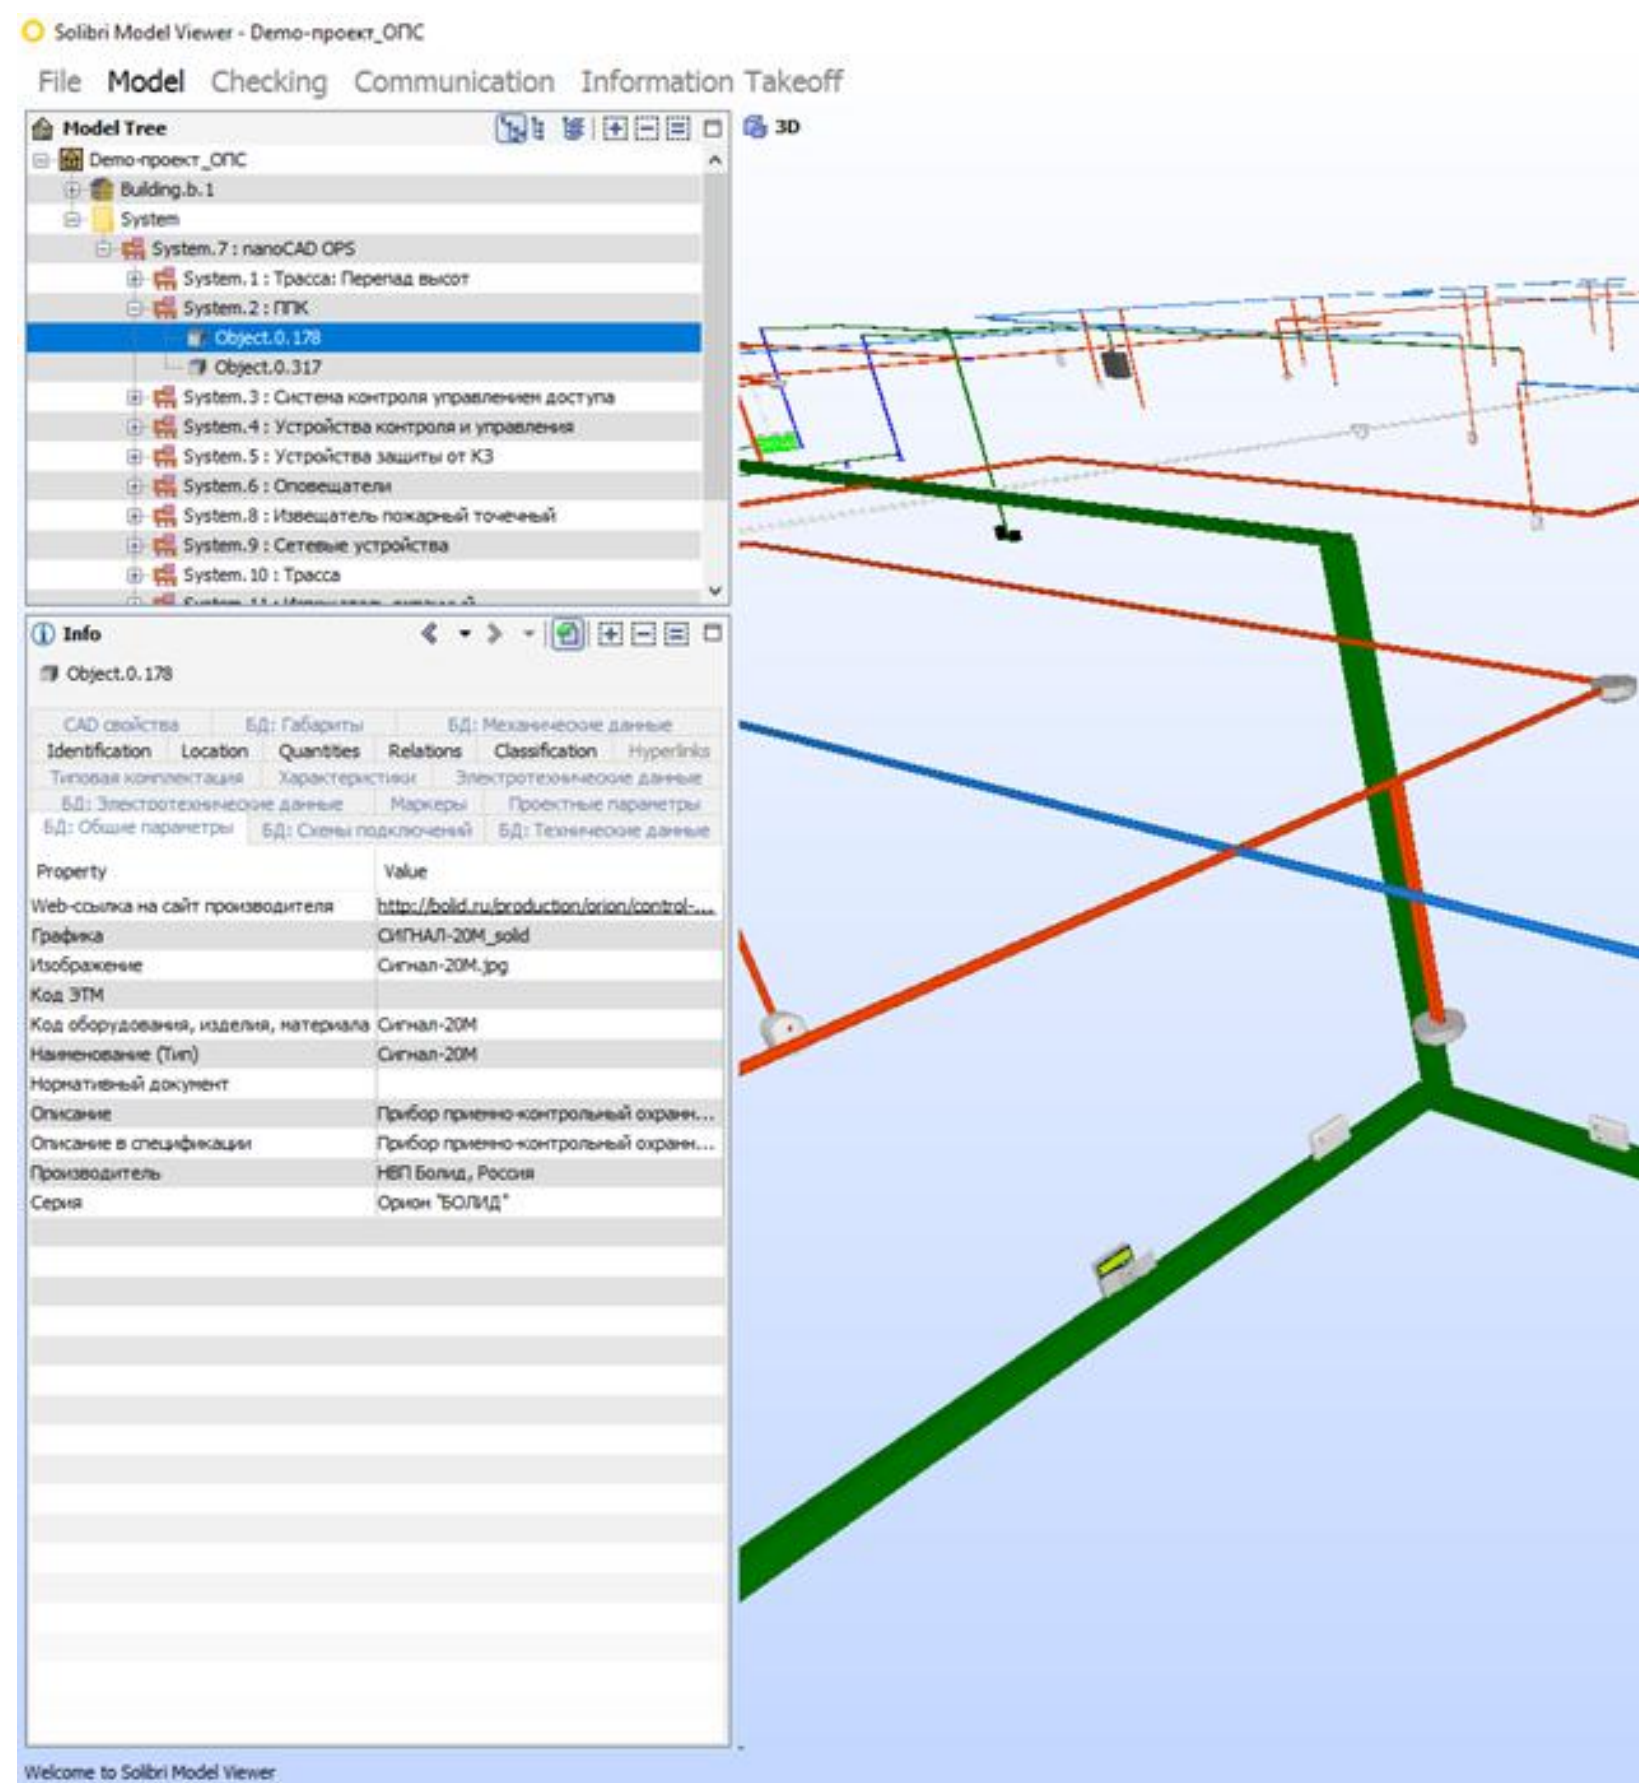 Solibri Model Viewer - Demo-проект_ОПС
File Model Checking Communication Information Takeoff
Model Tree
3D
Demo-проект_ОПС
Building.b.1
System
System.7 : nanoCAD OPS
System.1 : Трасса: Перепад высот
System.2 : ППК
Object.0.178
Object.0.317
System.3 : Система контроля управлением доступа
System.4 : Устройства контроля и управления
System.5 : Устройства защиты от КЗ
System.6 : Оповещатели
System.8 : Извещатель пожарный точечный
System.9 : Сетевые устройства
System.10 : Трасса
Info
Object.0.178
CAD свойства БД: Габариты БД: Механические данные
Identification Location Quantities Relations Classification Hyperlinks
Типовая комплектация Характеристики Электротехнические данные
БД: Электротехнические данные Маркеры Проектные параметры
БД: Общие параметры БД: Схемы подключений БД: Технические данные
Property Value
Web-ссылка на сайт производителя http://bolid.ru/production/orion/control-...
Графика СИГНАЛ-20М_solid
Изображение Сигнал-20М.jpg
Код ЭТМ
Код оборудования, изделия, материала Сигнал-20М
Наименование (Тип) Сигнал-20М
Нормативный документ
Описание Прибор приемно-контрольный охранн...
Описание в спецификации Прибор приемно-контрольный охранн...
Производитель НВП Болид, Россия
Серия Орион "БОЛИД"
Welcome to Solibri Model Viewer